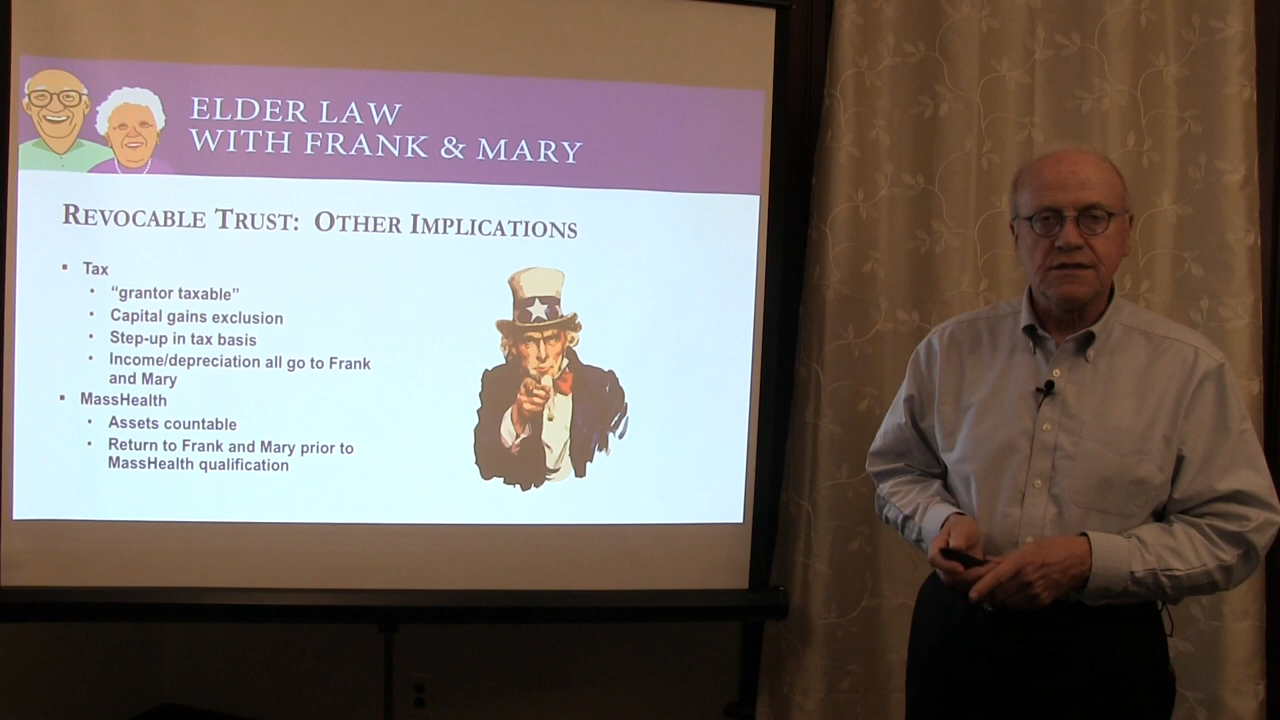 ELDER LAW
WITH FRANK & MARY
REVOCABLE TRUST: OTHER IMPLICATIONS
▪ Tax
• “grantor taxable”
• Capital gains exclusion
• Step-up in tax basis
• Income/depreciation all go to Frank
and Mary
▪ MassHealth
• Assets countable
• Return to Frank and Mary prior to
MassHealth qualification